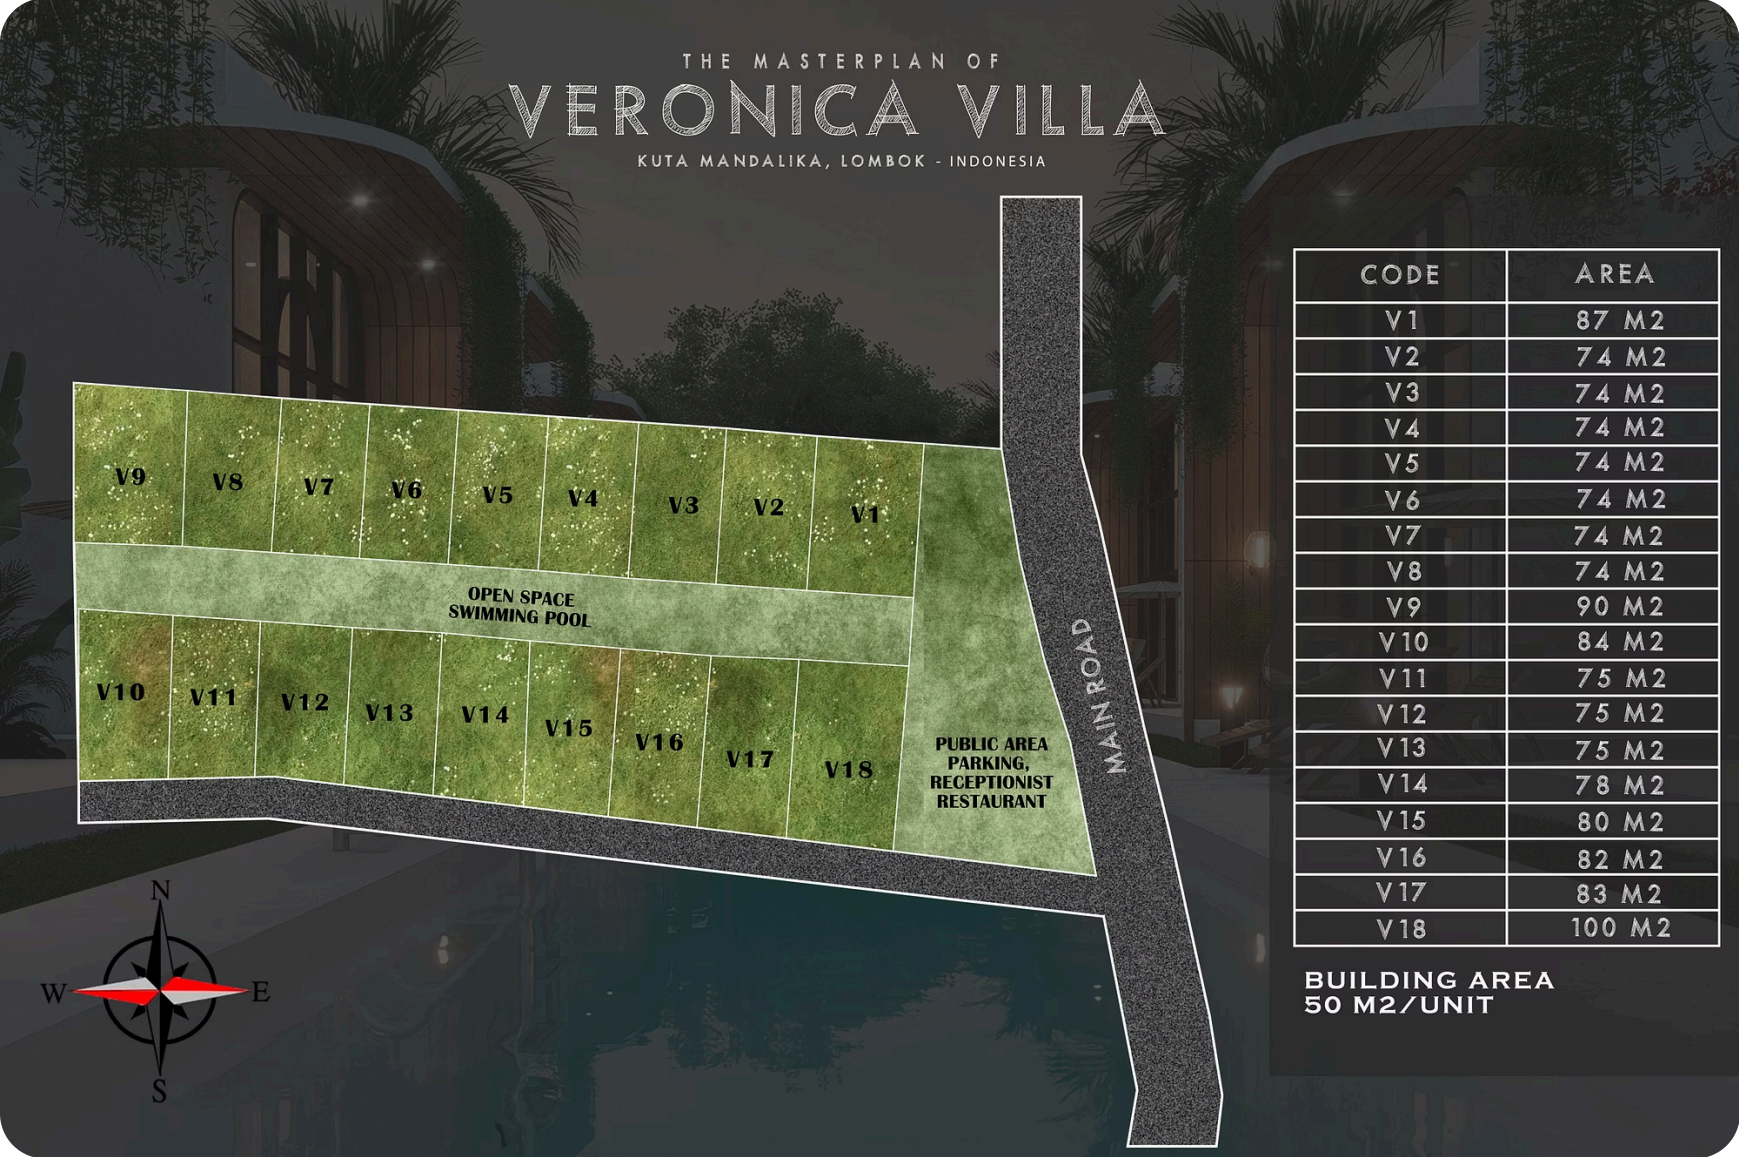 THE MASTERPLAN OF
VERONICA VILLA
KUTA MANDALIKA, LOMBOK - INDONESIA
CODE AREA
V1 87 M2
V2 74 M2
V3 74 M2
V4 74 M2
V5 74 M2
V6 74 M2
V7 74 M2
V8 74 M2
V9 90 M2
V10 84 M2
V11 75 M2
V12 75 M2
V13 75 M2
V14 78 M2
V15 80 M2
V16 82 M2
V17 83 M2
V18 100 M2
BUILDING AREA
50 M2/UNIT
V9 V8 V7 V6 V5 V4 V3 V2 V1
OPEN SPACE
SWIMMING POOL
V10 V11 V12 V13 V14 V15 V16 V17 V18
PUBLIC AREA
PARKING,
RECEPTIONIST
RESTAURANT
MAIN ROAD
N
W E
S